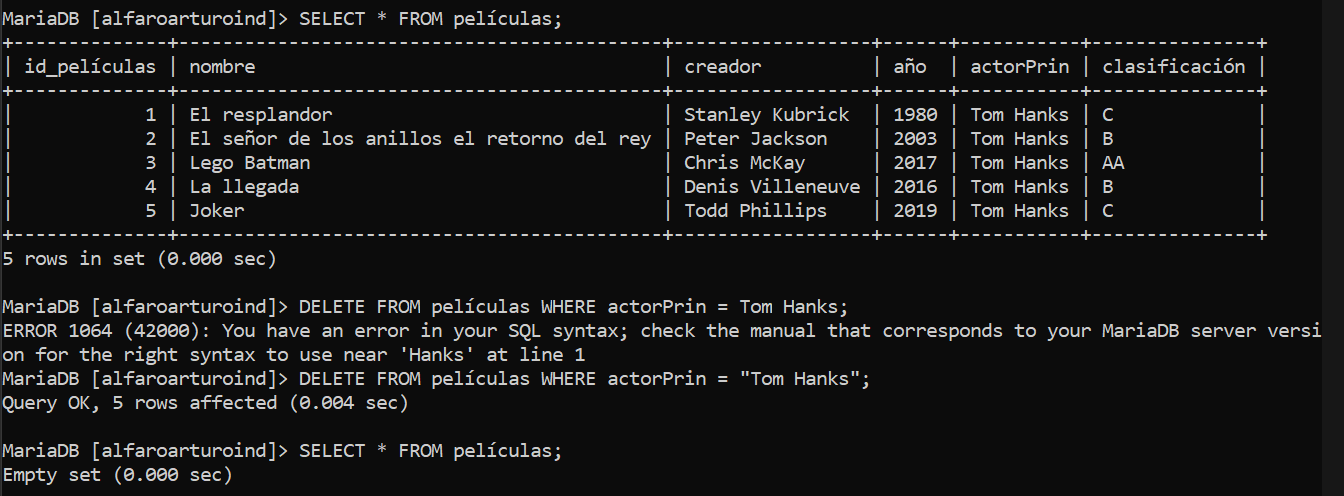 MariaDB [alfaroarturoind]> SELECT * FROM películas;
+--------------+--------------------------------------------+------------------+------+-----------+---------------+
| id_películas | nombre                                     | creador          | año  | actorPrin | clasificación |
+--------------+--------------------------------------------+------------------+------+-----------+---------------+
|            1 | El resplandor                              | Stanley Kubrick  | 1980 | Tom Hanks | C             |
|            2 | El señor de los anillos el retorno del rey | Peter Jackson    | 2003 | Tom Hanks | B             |
|            3 | Lego Batman                                | Chris McKay      | 2017 | Tom Hanks | AA            |
|            4 | La llegada                                 | Denis Villeneuve | 2016 | Tom Hanks | B             |
|            5 | Joker                                      | Todd Phillips    | 2019 | Tom Hanks | C             |
+--------------+--------------------------------------------+------------------+------+-----------+---------------+
5 rows in set (0.000 sec)

MariaDB [alfaroarturoind]> DELETE FROM películas WHERE actorPrin = Tom Hanks;
ERROR 1064 (42000): You have an error in your SQL syntax; check the manual that corresponds to your MariaDB server versi
on for the right syntax to use near 'Hanks' at line 1
MariaDB [alfaroarturoind]> DELETE FROM películas WHERE actorPrin = "Tom Hanks";
Query OK, 5 rows affected (0.004 sec)

MariaDB [alfaroarturoind]> SELECT * FROM películas;
Empty set (0.000 sec)